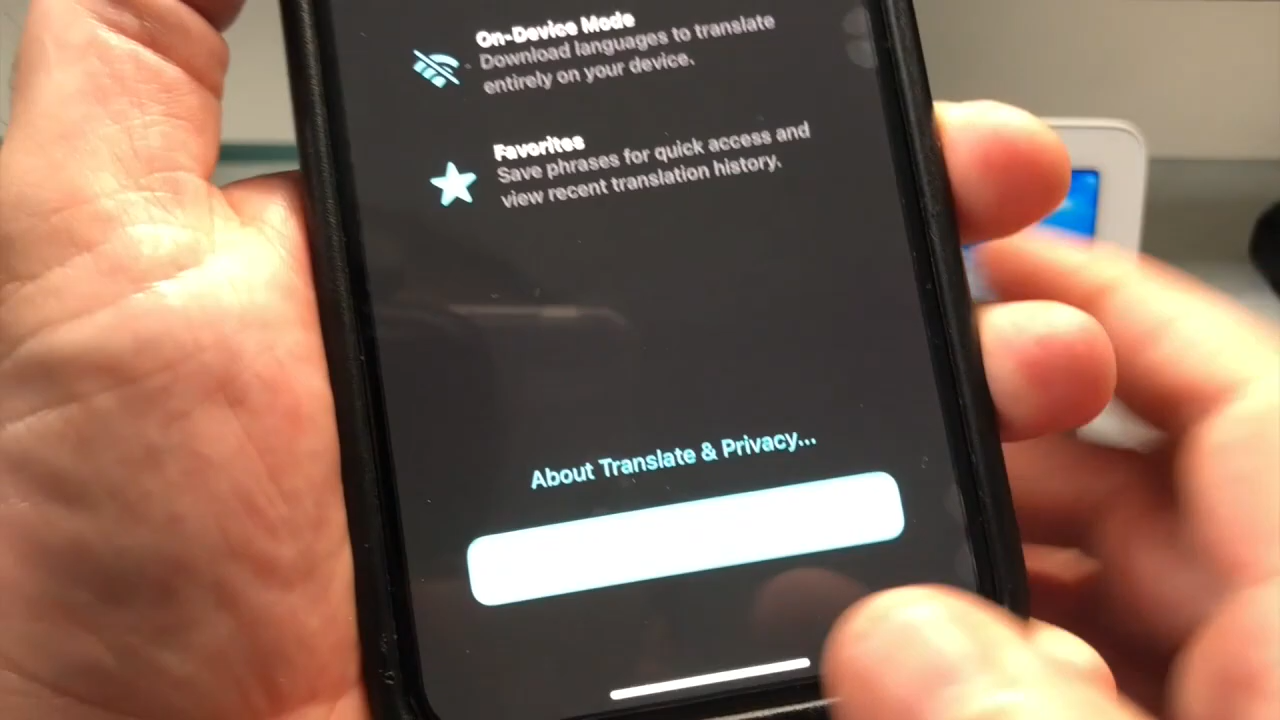 On-Device Mode
Download languages to translate
entirely on your device.
Favorites
Save phrases for quick access and
view recent translation history.
About Translate & Privacy...